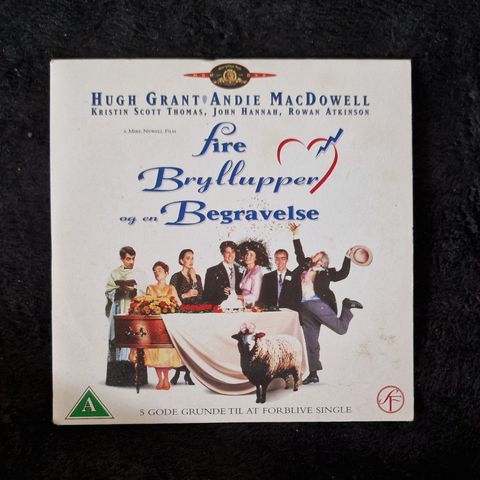 HUGH GRANT ANDIE MACDOWELL
KRISTIN SCOTT THOMAS, JOHN HANNAH, ROWAN ATKINSON
A MIKE NEWELL FILM
fire
Bryllupper
og en Begravelse
A
5 GODE GRUNDE TIL AT FORBLIVE SINGLE
SF